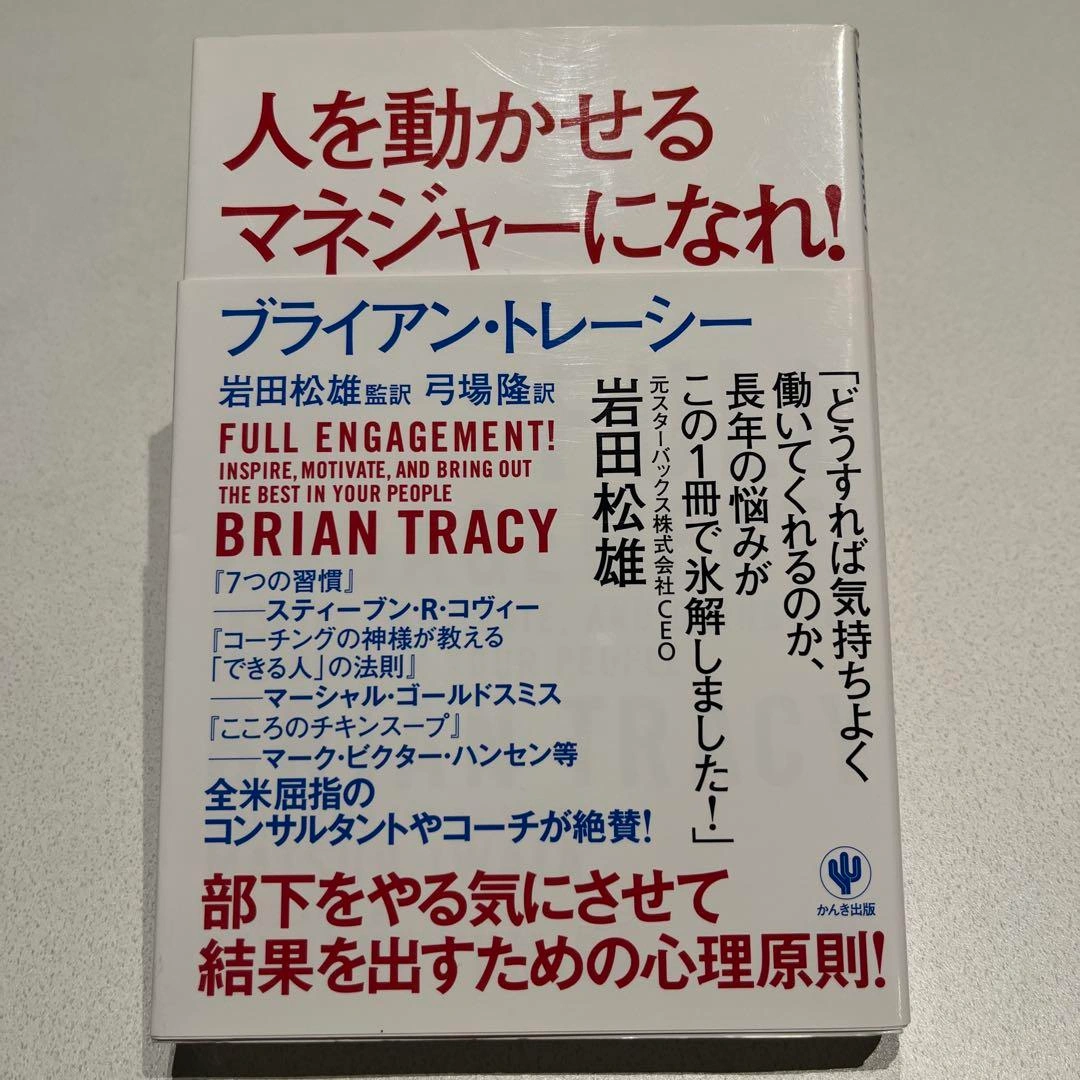 人を動かせる
マネジャーになれ!
ブライアン・トレーシー
岩田松雄監訳 弓場隆訳
FULL ENGAGEMENT!
INSPIRE, MOTIVATE, AND BRING OUT
THE BEST IN YOUR PEOPLE
BRIAN TRACY
「どうすれば気持ちよく
働いてくれるのか、
長年の悩みが
この1冊で氷解しました!」
元スターバックス株式会社CEO
岩田松雄
『7つの習慣』
――スティーブン・R・コヴィー
『コーチングの神様が教える
「できる人」の法則』
――マーシャル・ゴールドスミス
『こころのチキンスープ』
――マーク・ビクター・ハンセン等
全米屈指の
コンサルタントやコーチが絶賛!
部下をやる気にさせて
結果を出すための心理原則!
かんき出版